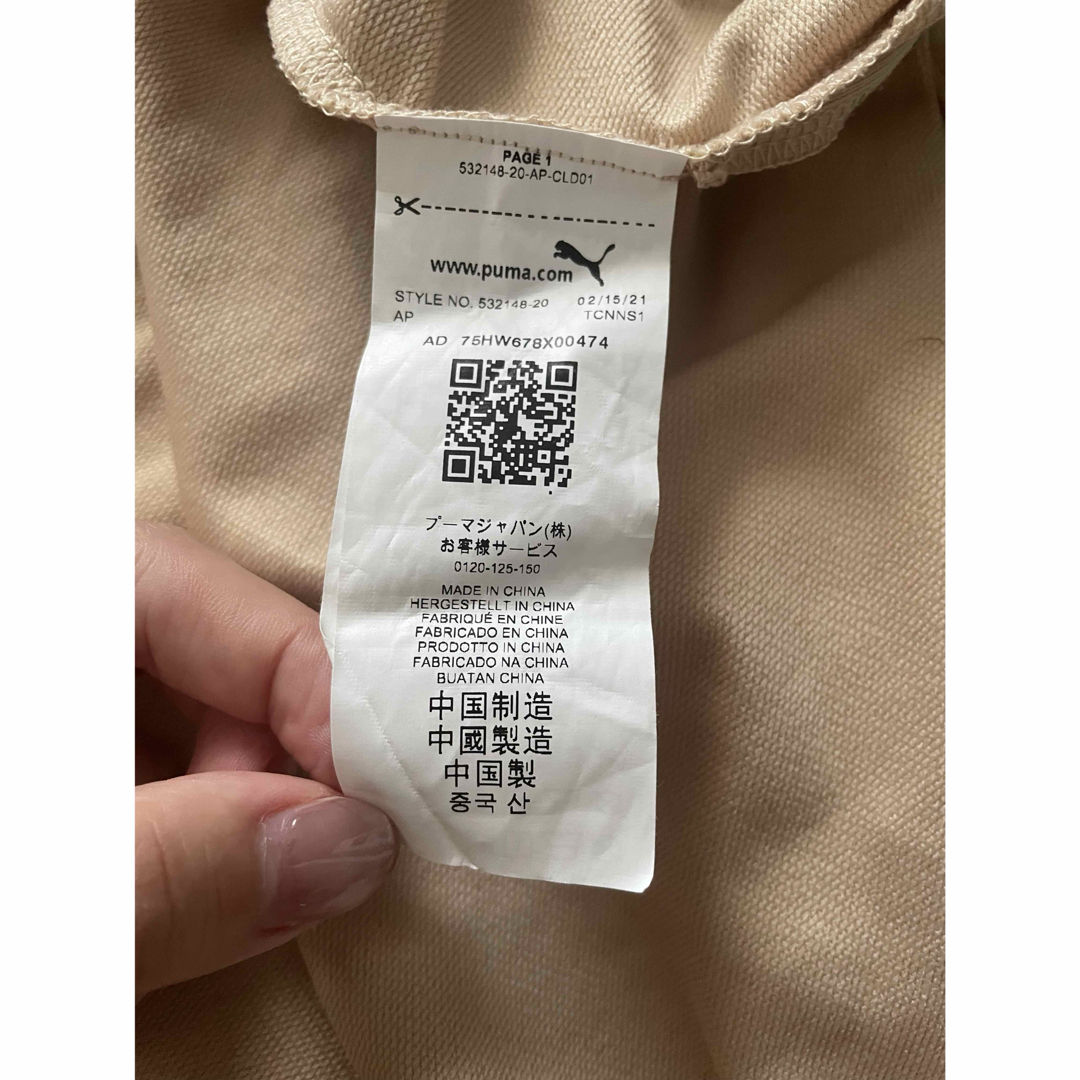 PAGE 1
532148-20-AP-CLD01
www.puma.com
STYLE NO. 532148-20 02/15/21
AP TCNNS1
AD 75HW678X00474
プーマジャパン(株)
お客様サービス
0120-125-150
MADE IN CHINA
HERGESTELLT IN CHINA
FABRIQUÉ EN CHINE
FABRICADO EN CHINA
PRODOTTO IN CHINA
FABRICADO NA CHINA
BUATAN CHINA
中国制造
中國製造
中国製
중국 산